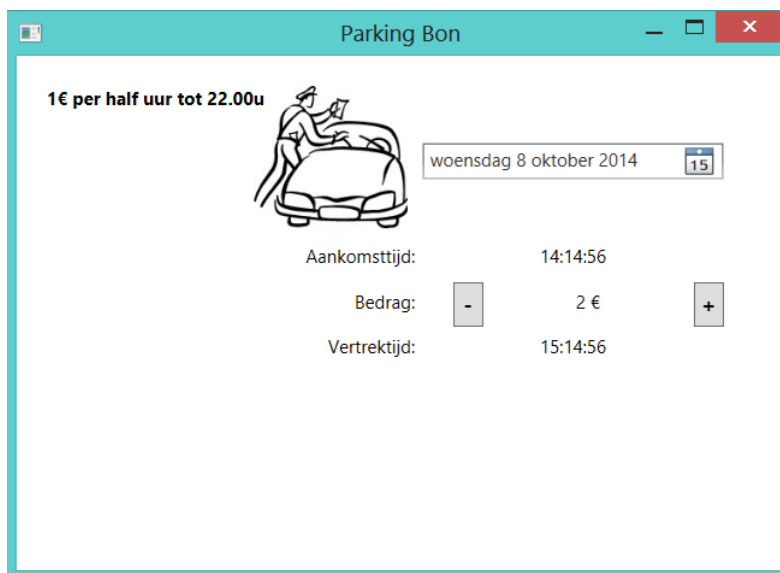 Parking Bon
1€ per half uur tot 22.00u
woensdag 8 oktober 2014
15
Aankomsttijd: 14:14:56
Bedrag: - 2 € +
Vertrektijd: 15:14:56